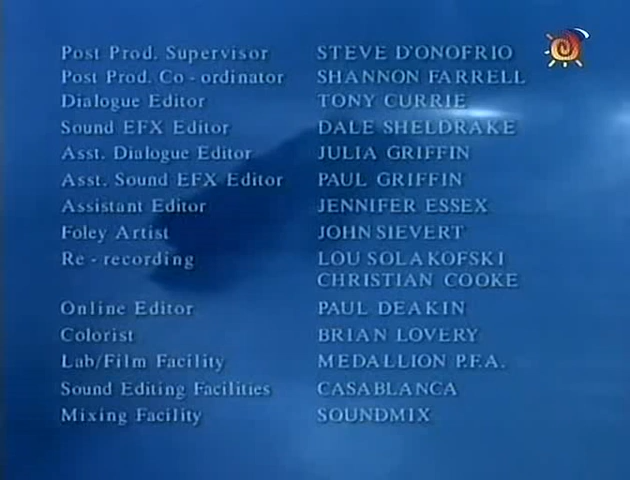 Post Prod. Supervisor STEVE D'ONOFRIO
Post Prod. Co-ordinator SHANNON FARRELL
Dialogue Editor TONY CURRIE
Sound EFX Editor DALE SHELDRAKE
Asst. Dialogue Editor JULIA GRIFFIN
Asst. Sound EFX Editor PAUL GRIFFIN
Assistant Editor JENNIFER ESSEX
Foley Artist JOHN SIEVERT
Re-recording LOU SOLAKOFSKI
CHRISTIAN COOKE
Online Editor PAUL DEAKIN
Colorist BRIAN LOVERY
Lab/Film Facility MEDALLION P.F.A.
Sound Editing Facilities CASABLANCA
Mixing Facility SOUNDMIX